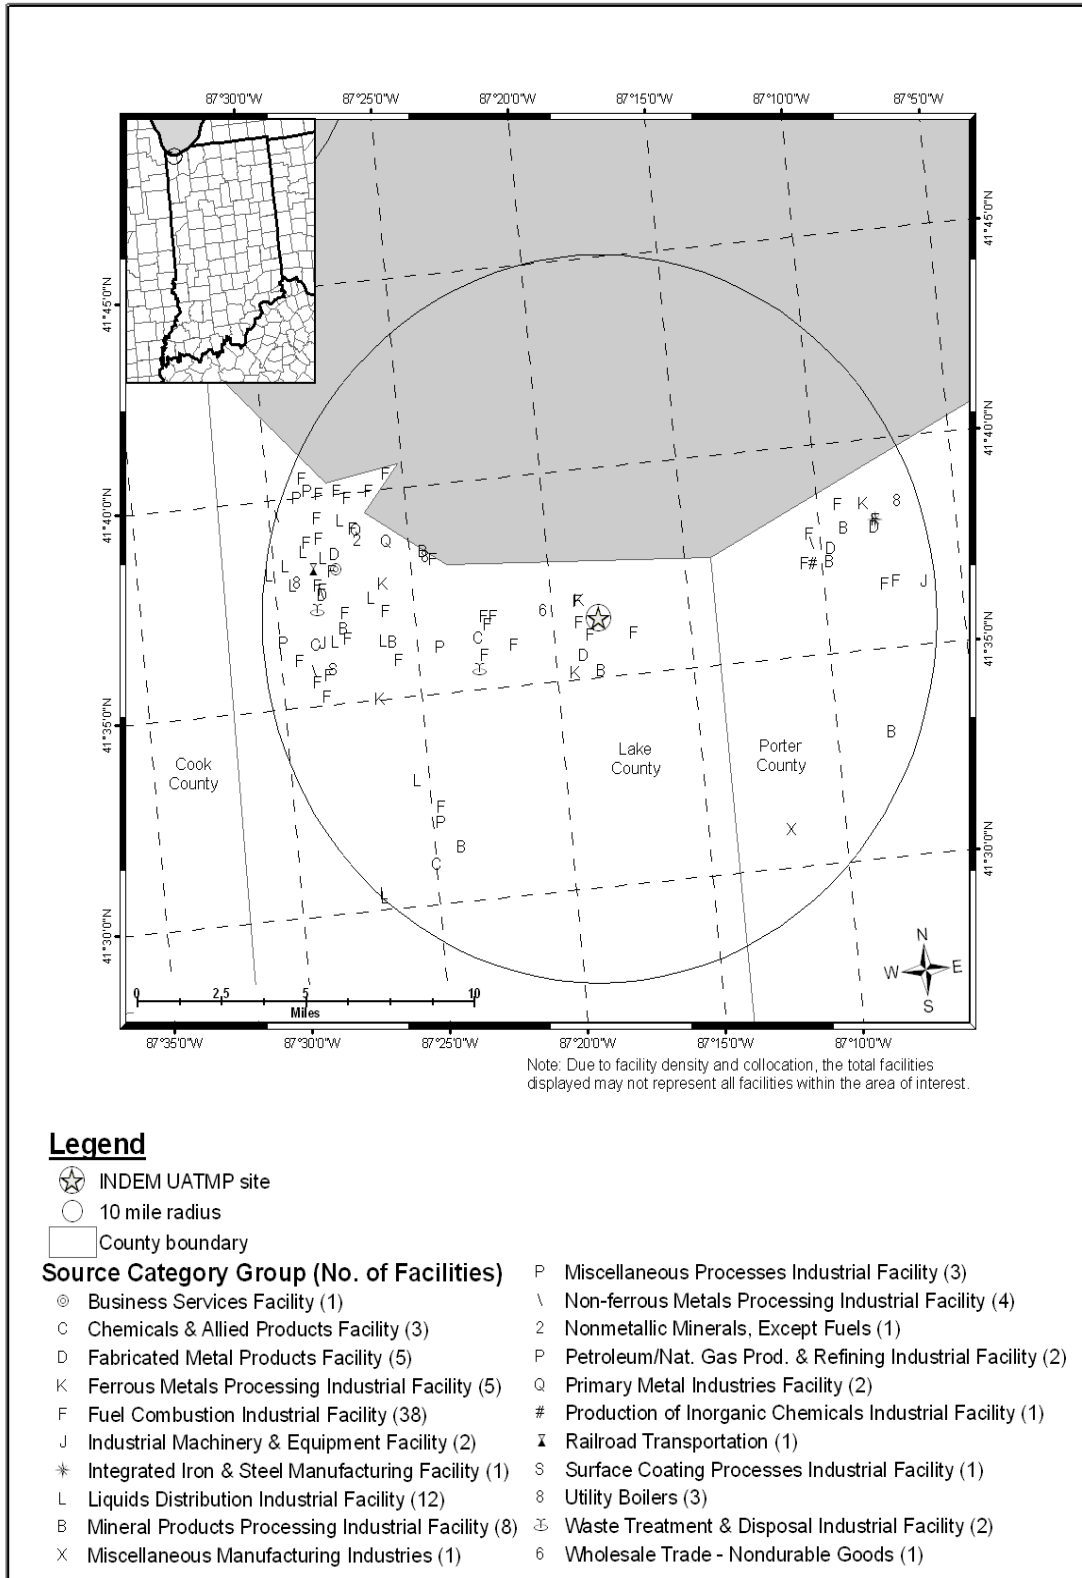 87°30'0"W 87°25'0"W 87°20'0"W 87°15'0"W 87°10'0"W 87°5'0"W
41°45'0"N
41°45'0"N
41°40'0"N
41°40'0"N
41°35'0"N
41°35'0"N
41°30'0"N
41°30'0"N
Cook
County
Lake
County
Porter
County
N
W E
S
0 2.5 5 10
Miles
87°35'0"W 87°30'0"W 87°25'0"W 87°20'0"W 87°15'0"W 87°10'0"W
Note: Due to facility density and collocation, the total facilities
displayed may not represent all facilities within the area of interest.
Legend
INDEM UATMP site
10 mile radius
County boundary
Source Category Group (No. of Facilities)
Business Services Facility (1)
C Chemicals & Allied Products Facility (3)
D Fabricated Metal Products Facility (5)
K Ferrous Metals Processing Industrial Facility (5)
F Fuel Combustion Industrial Facility (38)
J Industrial Machinery & Equipment Facility (2)
Integrated Iron & Steel Manufacturing Facility (1)
L Liquids Distribution Industrial Facility (12)
B Mineral Products Processing Industrial Facility (8)
X Miscellaneous Manufacturing Industries (1)
P Miscellaneous Processes Industrial Facility (3)
\ Non-ferrous Metals Processing Industrial Facility (4)
2 Nonmetallic Minerals, Except Fuels (1)
P Petroleum/Nat. Gas Prod. & Refining Industrial Facility (2)
Q Primary Metal Industries Facility (2)
# Production of Inorganic Chemicals Industrial Facility (1)
Railroad Transportation (1)
S Surface Coating Processes Industrial Facility (1)
8 Utility Boilers (3)
Waste Treatment & Disposal Industrial Facility (2)
6 Wholesale Trade - Nondurable Goods (1)